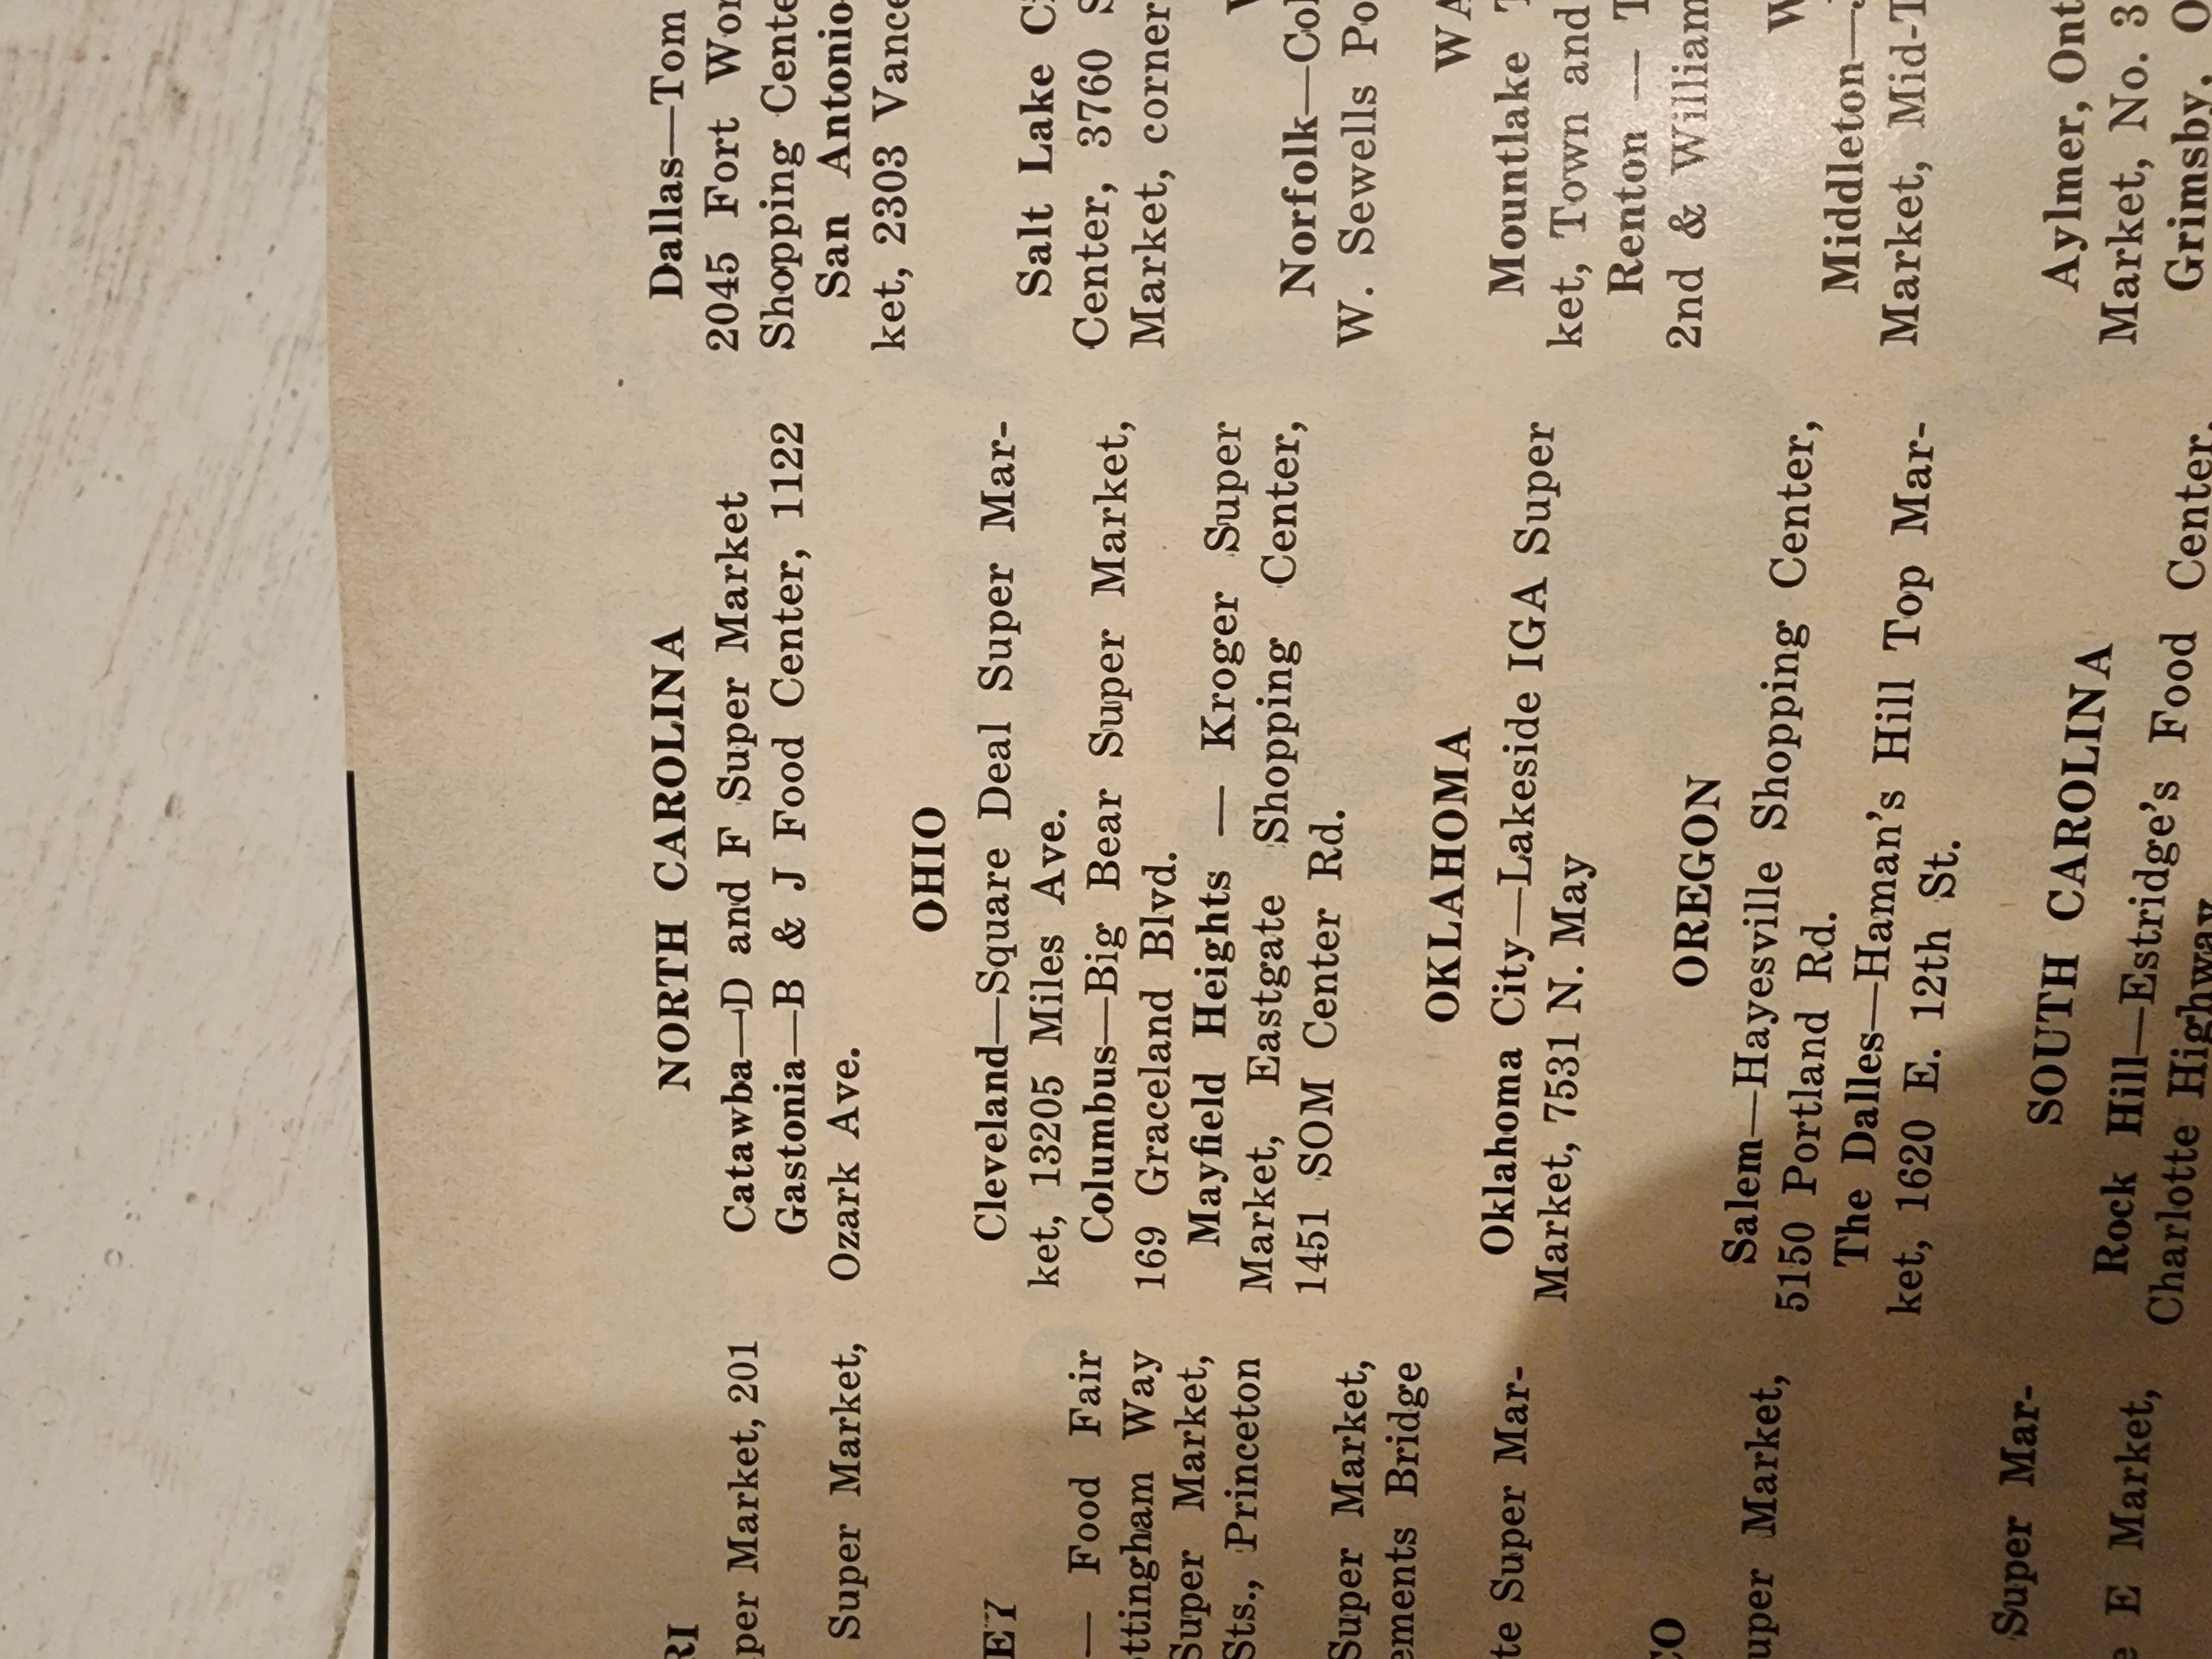 RI
per Market, 201
Super Market,
EY
— Food Fair
ttingham Way
Super Market,
Sts., Princeton
Super Market,
ements Bridge
te Super Mar-
CO
uper Market,
Super Mar-
e E Market,
NORTH CAROLINA
Catawba—D and F Super Market
Gastonia—B & J Food Center, 1122
Ozark Ave.
OHIO
Cleveland—Square Deal Super Mar-
ket, 13205 Miles Ave.
Columbus—Big Bear Super Market,
169 Graceland Blvd.
Mayfield Heights — Kroger Super
Market, Eastgate Shopping Center,
1451 SOM Center Rd.
OKLAHOMA
Oklahoma City—Lakeside IGA Super
Market, 7531 N. May
OREGON
Salem—Hayesville Shopping Center,
5150 Portland Rd.
The Dalles—Haman's Hill Top Mar-
ket, 1620 E. 12th St.
SOUTH CAROLINA
Rock Hill—Estridge's Food Center,
Charlotte Highway
Dallas—Tom
2045 Fort Wor
Shopping Cente
San Antonio
ket, 2303 Vance
Salt Lake C
Center, 3760 S
Market, corner
Norfolk—Col
W. Sewells Po
WA
Mountlake T
ket, Town and
Renton — T
2nd & William
W
Middleton—
Market, Mid-T
Aylmer, Ont
Market, No. 3
Grimsby, O